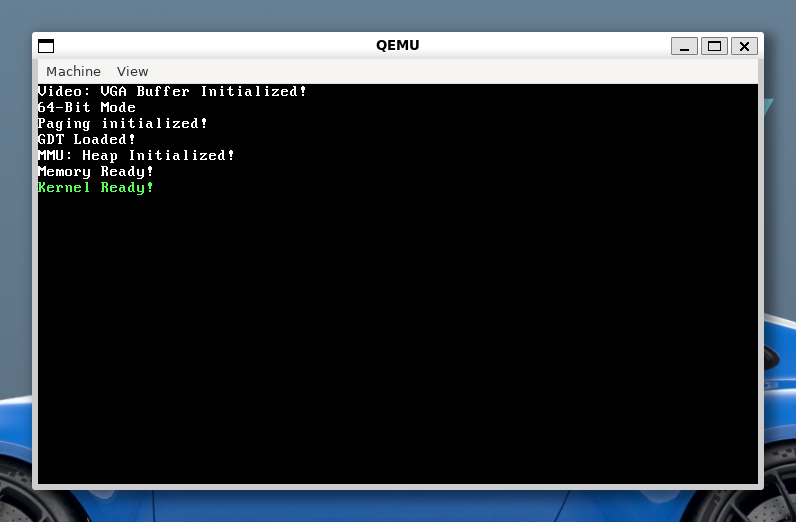 QEMU
Machine View
Video: VGA Buffer Initialized!
64-Bit Mode
Paging initialized!
GDT Loaded!
MMU: Heap Initialized!
Memory Ready!
Kernel Ready!